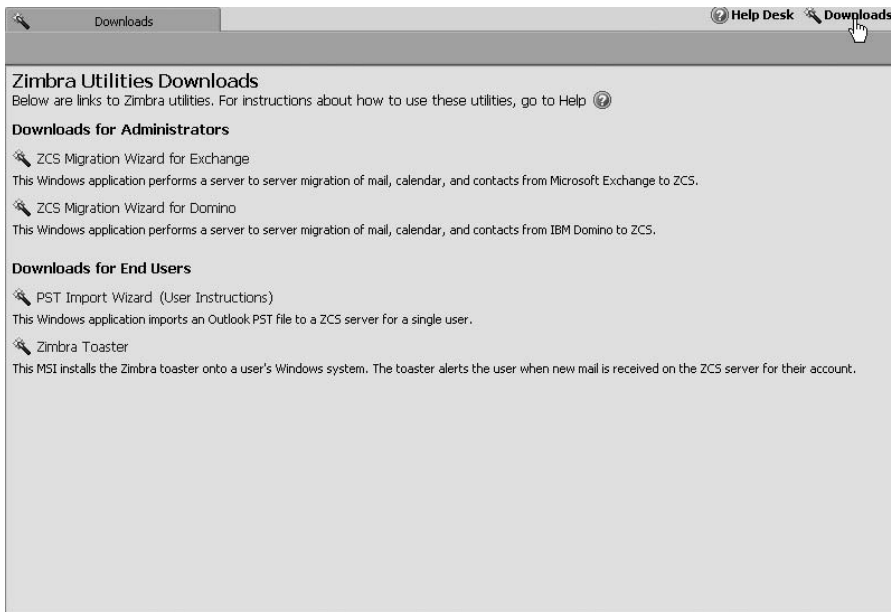 Downloads
Help Desk Downloads
Zimbra Utilities Downloads
Below are links to Zimbra utilities. For instructions about how to use these utilities, go to Help
Downloads for Administrators
ZCS Migration Wizard for Exchange
This Windows application performs a server to server migration of mail, calendar, and contacts from Microsoft Exchange to ZCS.
ZCS Migration Wizard for Domino
This Windows application performs a server to server migration of mail, calendar, and contacts from IBM Domino to ZCS.
Downloads for End Users
PST Import Wizard (User Instructions)
This Windows application imports an Outlook PST file to a ZCS server for a single user.
Zimbra Toaster
This MSI installs the Zimbra toaster onto a user's Windows system. The toaster alerts the user when new mail is received on the ZCS server for their account.